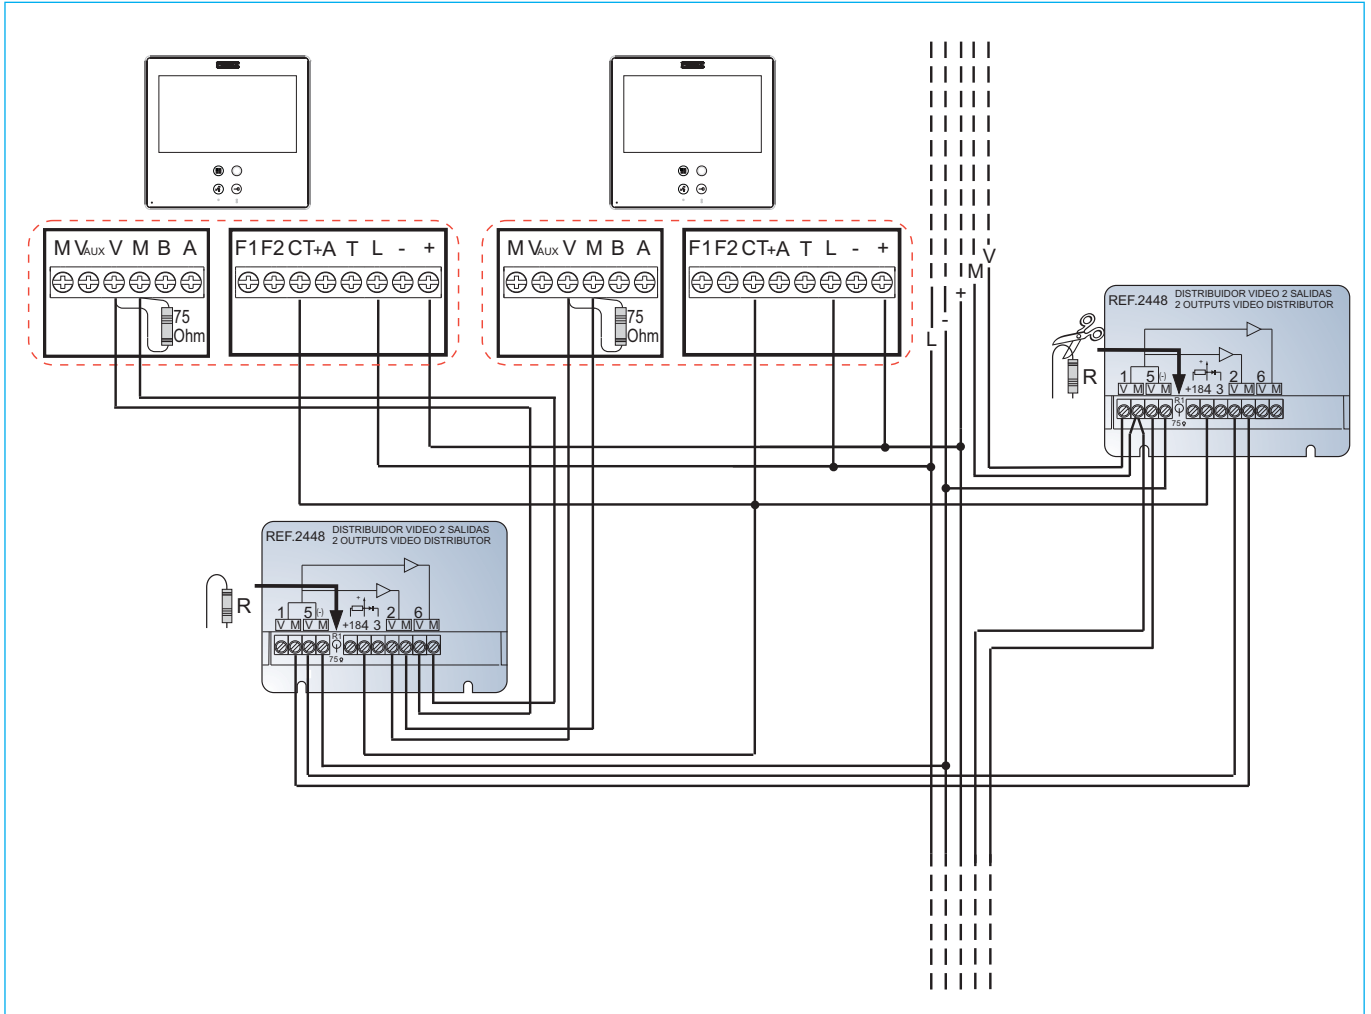 M VAUX V M B A
F1 F2 CT +A T L - +
75
Ohm
M VAUX V M B A
F1 F2 CT +A T L - +
75
Ohm
V
M
+
-
L
REF.2448 DISTRIBUIDOR VIDEO 2 SALIDAS
2 OUTPUTS VIDEO DISTRIBUTOR
R
+
1 5 (-) 2 6
V M V M +18 4 3 V M V M
R1
75Ω
REF.2448 DISTRIBUIDOR VIDEO 2 SALIDAS
2 OUTPUTS VIDEO DISTRIBUTOR
R
+
1 5 (-) 2 6
V M V M +18 4 3 V M V M
R1
75Ω